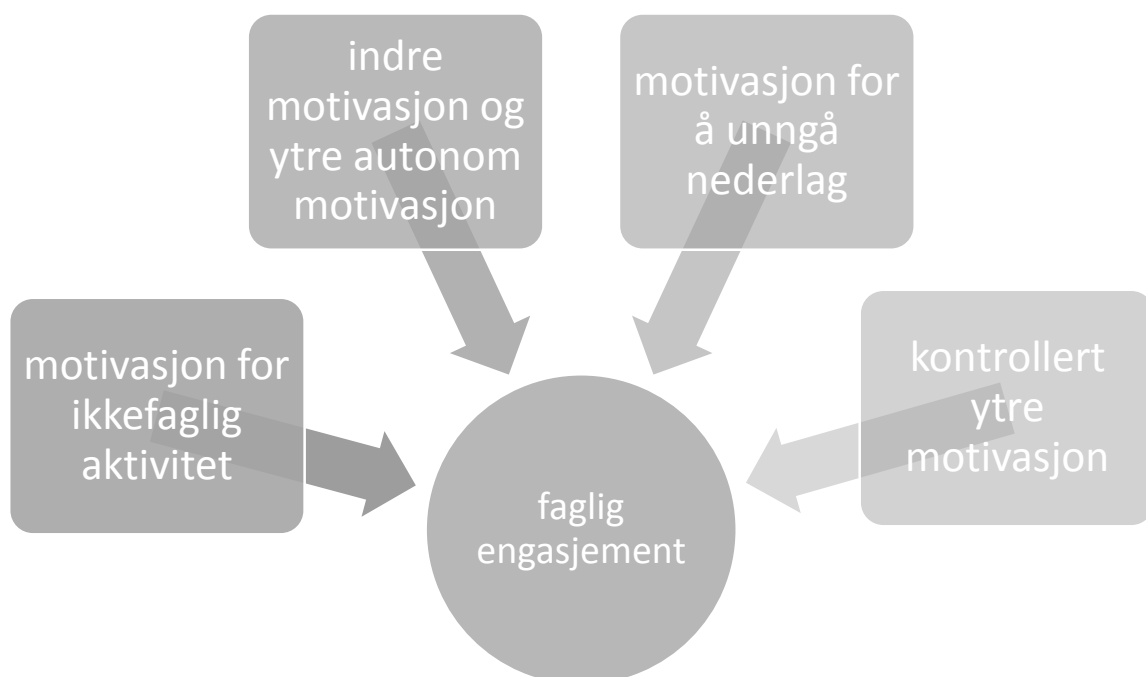 indre
motivasjon og
ytre autonom
motivasjon
motivasjon for
å unngå
nederlag
motivasjon for
ikkefaglig
aktivitet
kontrollert
ytre
motivasjon
faglig
engasjement